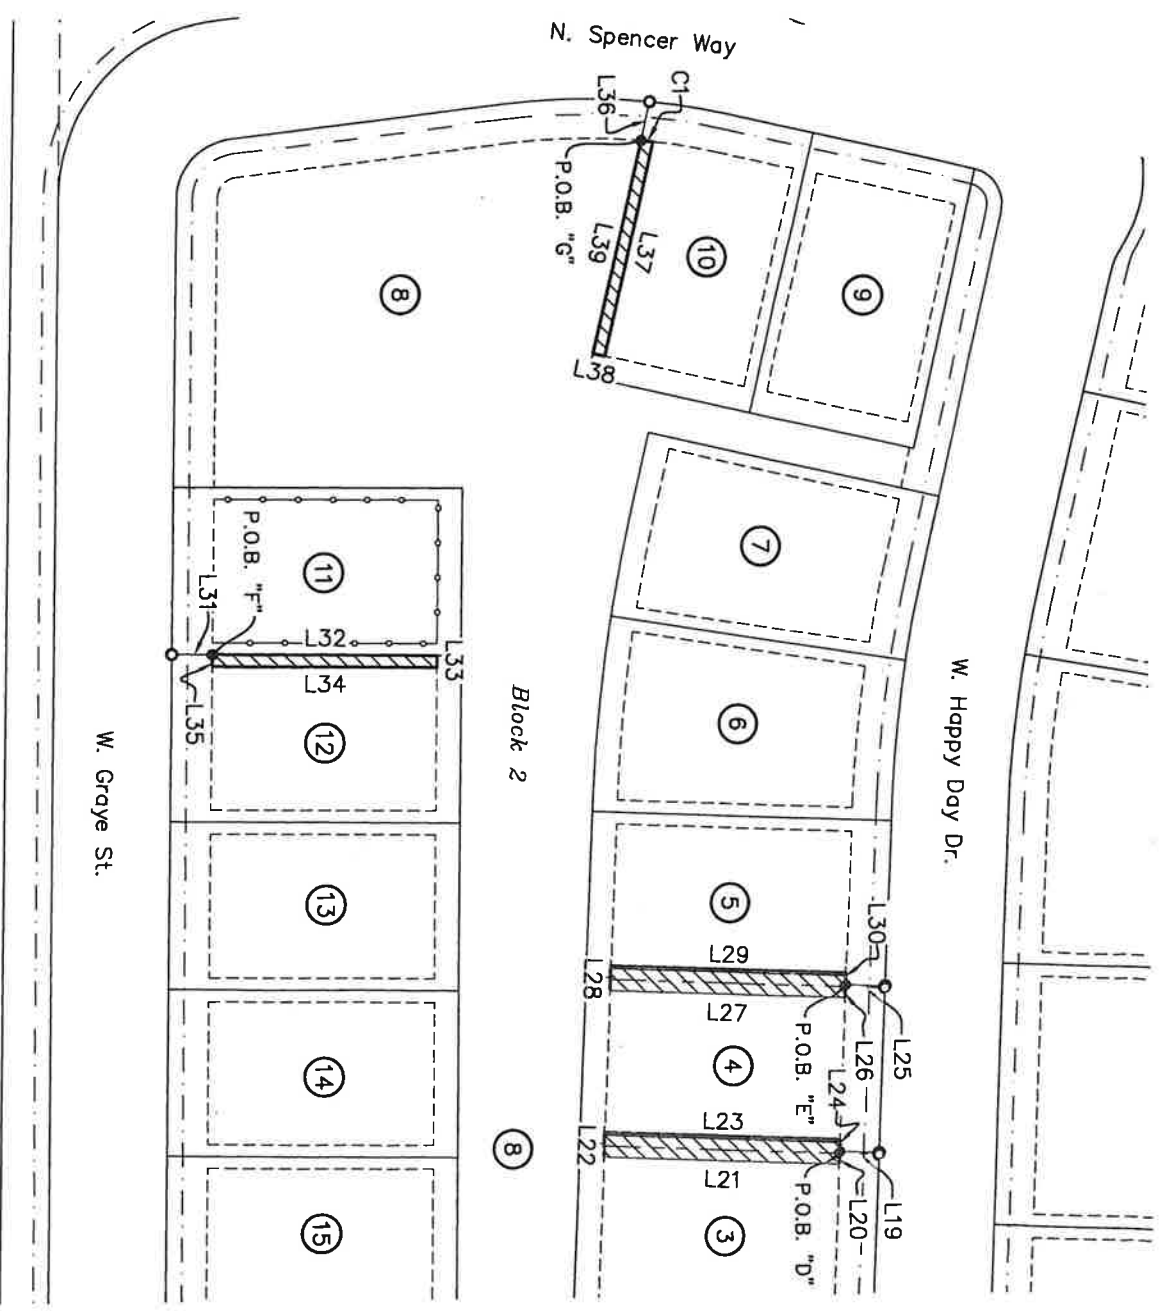 N. Spencer Way
C1
L36
P.O.B. "G"
L37
L39
L38
10
9
8
7
11
P.O.B. "F"
L31
L32
L33
L34
L35
12
Block 2
6
W. Happy Day Dr.
W. Graye St.
13
5
L30
L29
L28
L27
L25
L26
P.O.B. "E"
4
14
L24
L23
L22
L21
L19
L20
P.O.B. "D"
8
3
15